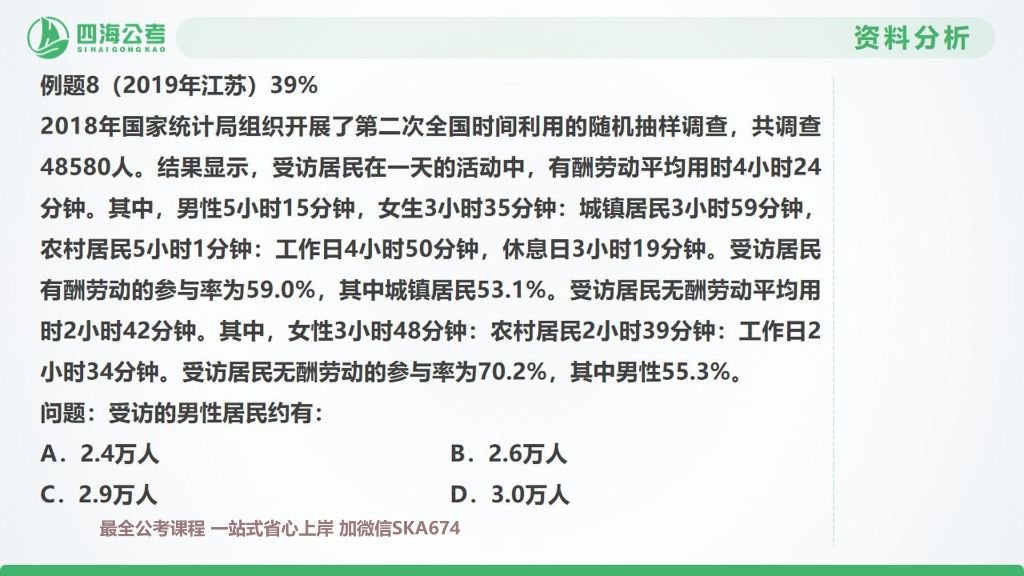 四海公考
SIHAIGONGKAO
资料分析
例题8（2019年江苏）39%
2018年国家统计局组织开展了第二次全国时间利用的随机抽样调查，共调查
48580人。结果显示，受访居民在一天的活动中，有酬劳动平均用时4小时24
分钟。其中，男性5小时15分钟，女生3小时35分钟：城镇居民3小时59分钟，
农村居民5小时1分钟：工作日4小时50分钟，休息日3小时19分钟。受访居民
有酬劳动的参与率为59.0%，其中城镇居民53.1%。受访居民无酬劳动平均用
时2小时42分钟。其中，女性3小时48分钟：农村居民2小时39分钟：工作日2
小时34分钟。受访居民无酬劳动的参与率为70.2%，其中男性55.3%。
问题：受访的男性居民约有：
A．2.4万人 B．2.6万人
C．2.9万人 D．3.0万人
最全公考课程 一站式省心上岸 加微信SKA674